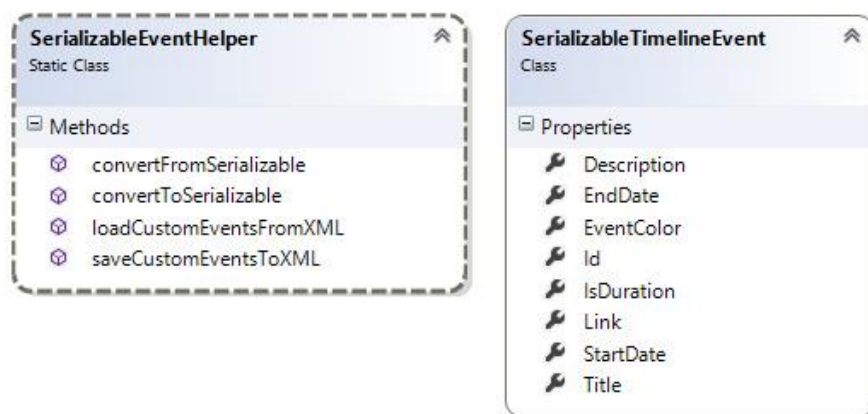 SerializableEventHelper
Static Class
Methods
convertFromSerializable
convertToSerializable
loadCustomEventsFromXML
saveCustomEventsToXML
SerializableTimelineEvent
Class
Properties
Description
EndDate
EventColor
Id
IsDuration
Link
StartDate
Title